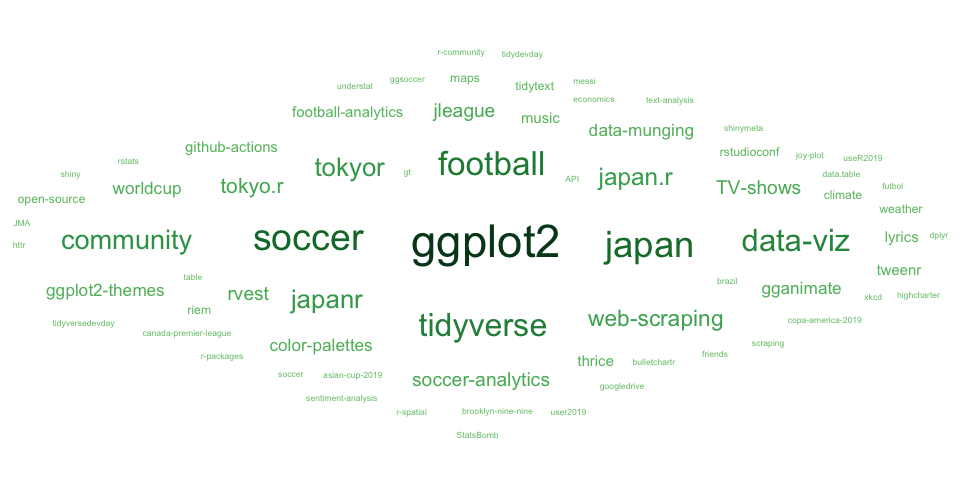 r-community tidydevday
understat ggsoccer maps tidytext messi
football-analytics jleague music economics text-analysis
github-actions data-munging shinymeta
rstats tokyor gt football API japan.r rstudioconf joy-plot useR2019
shiny worldcup tokyo.r TV-shows data.table climate futbol
open-source weather
JMA
httr community soccer ggplot2 japan data-viz lyrics dplyr
table tweenr
ggplot2-themes riem rvest japanr brazil gganimate xkcd highcharter
tidyversedevday canada-premier-league tidyverse web-scraping copa-america-2019
r-packages color-palettes thrice bulletchartr friends scraping
soccer asian-cup-2019 soccer-analytics googledrive
sentiment-analysis
r-spatial brooklyn-nine-nine user2019
StatsBomb